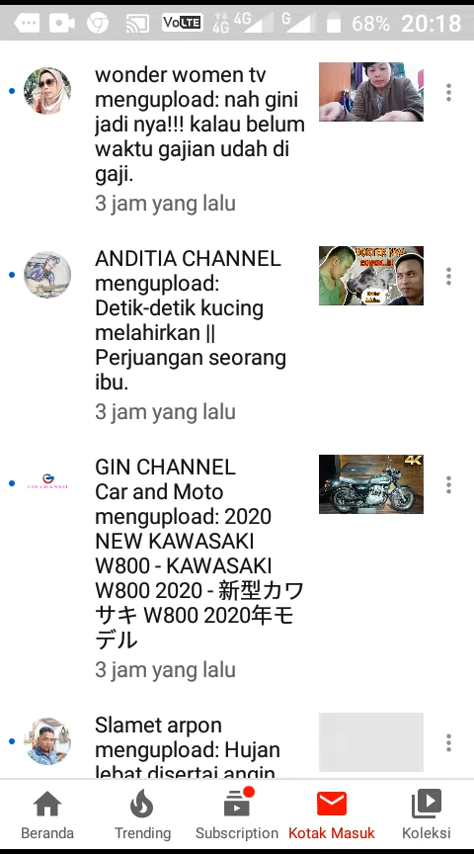 VoLTE 4G 4G G 68% 20:18
wonder women tv
mengupload: nah gini
jadi nya!!! kalau belum
waktu gajian udah di
gaji.
3 jam yang lalu
ANDITIA CHANNEL
mengupload:
Detik-detik kucing
melahirkan ||
Perjuangan seorang
ibu.
3 jam yang lalu
GIN CHANNEL
Car and Moto
mengupload: 2020
NEW KAWASAKI
W800 - KAWASAKI
W800 2020 - 新型カワ
サキ W800 2020年モ
デル
3 jam yang lalu
4K
Slamet arpon
mengupload: Hujan
lebat disertai angin
Beranda Trending Subscription Kotak Masuk Koleksi